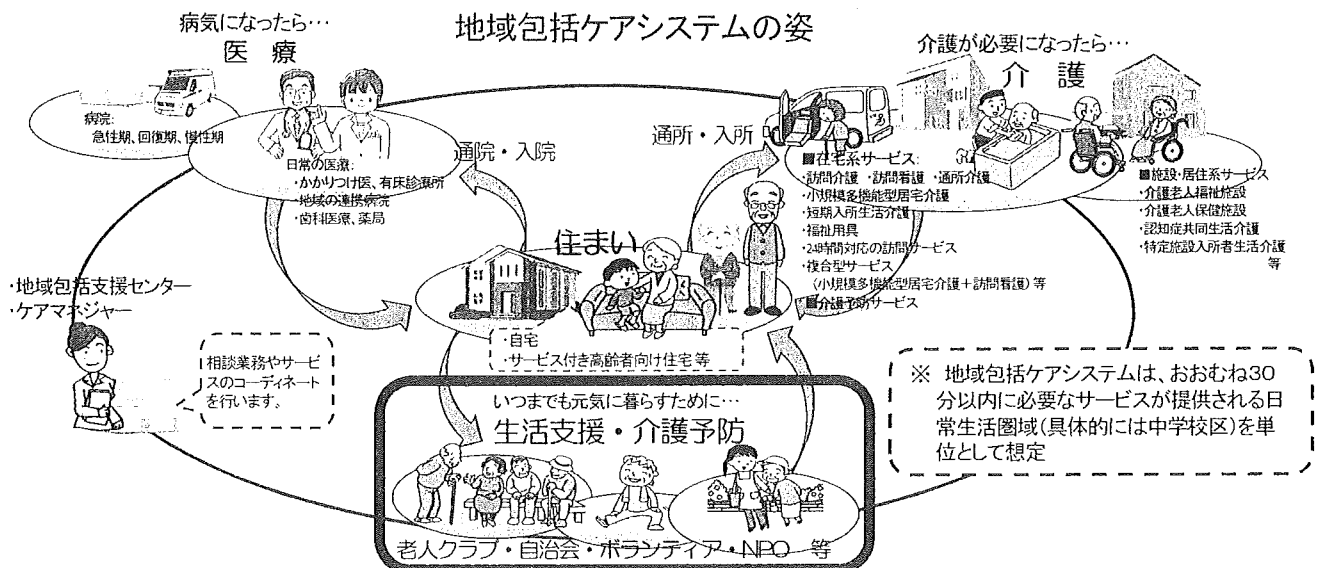 地域包括ケアシステムの姿
病気になったら…
医 療
病院:
急性期、回復期、慢性期
日常の医療:
・かかりつけ医、有床診療所
・地域の連携病院
・歯科医療、薬局
通院・入院
通所・入所
介護が必要になったら…
介 護
■在宅系サービス:
・訪問介護 ・訪問看護 ・通所介護
・小規模多機能型居宅介護
・短期入所生活介護
・福祉用具
・24時間対応の訪問サービス
・複合型サービス
(小規模多機能型居宅介護+訪問看護)等
■介護予防サービス
■施設・居住系サービス
・介護老人福祉施設
・介護老人保健施設
・認知症共同生活介護
・特定施設入所者生活介護
等
住まい
・自宅
・サービス付き高齢者向け住宅 等
・地域包括支援センター
・ケアマネジャー
相談業務やサービ
スのコーディネート
を行います。
いつまでも元気に暮らすために…
生活支援・介護予防
老人クラブ・自治会・ボランティア・NPO 等
※ 地域包括ケアシステムは、おおむね30
分以内に必要なサービスが提供される日
常生活圏域(具体的には中学校区)を単
位として想定